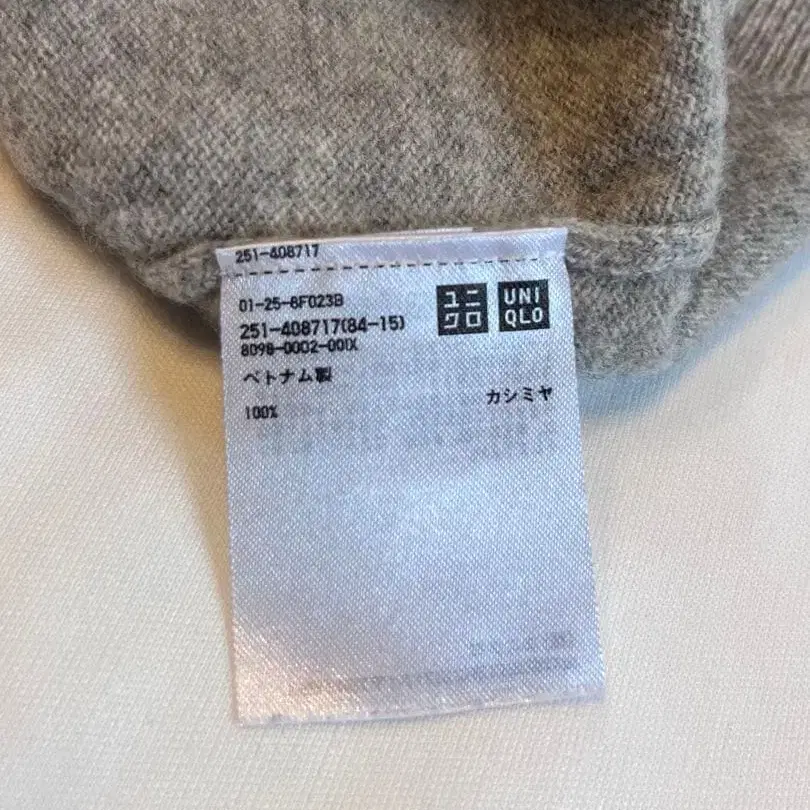 251-408717
01-25-8F023B
251-408717(84-15)
8098-0002-001X
ユニ
クロ
UNI
QLO
ベトナム製
100% カシミヤ